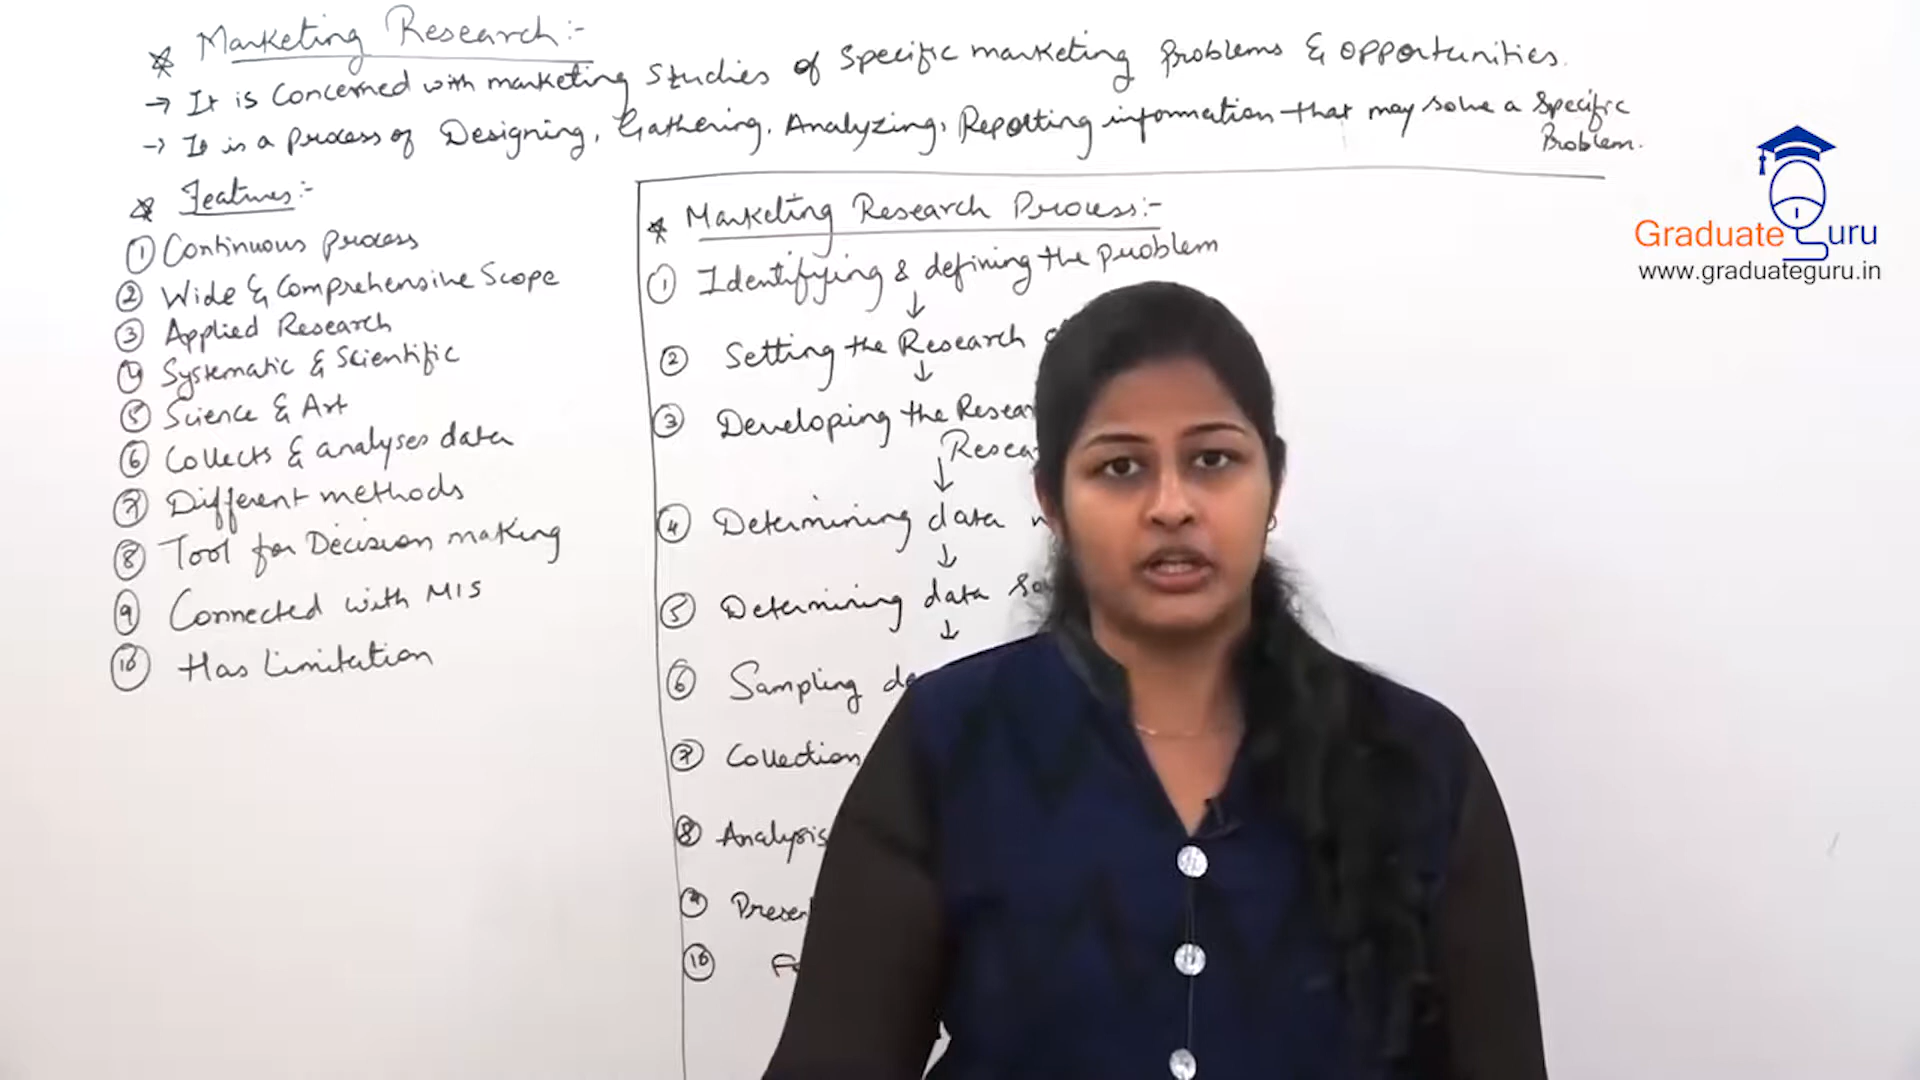 Marketing Research:-
→ It is concerned with marketing studies of specific marketing problems & opportunities.
→ It is a process of Designing, Gathering, Analyzing, Reporting information that may solve a specific
Problem.
Features:-
① Continuous process
② Wide & Comprehensive Scope
③ Applied Research
④ Systematic & Scientific
⑤ Science & Art
⑥ Collects & analyses data
⑦ Different methods
⑧ Tool for Decision making
⑨ Connected with MIS
⑩ Has Limitation
Marketing Research Process:-
① Identifying & defining the problem
② Setting the Research
③ Developing the
④ Determining data
⑤ Determining data
⑥ Sampling
⑦ Collection
⑧ Analysis
⑨
⑩
Graduate Guru
www.graduateguru.in